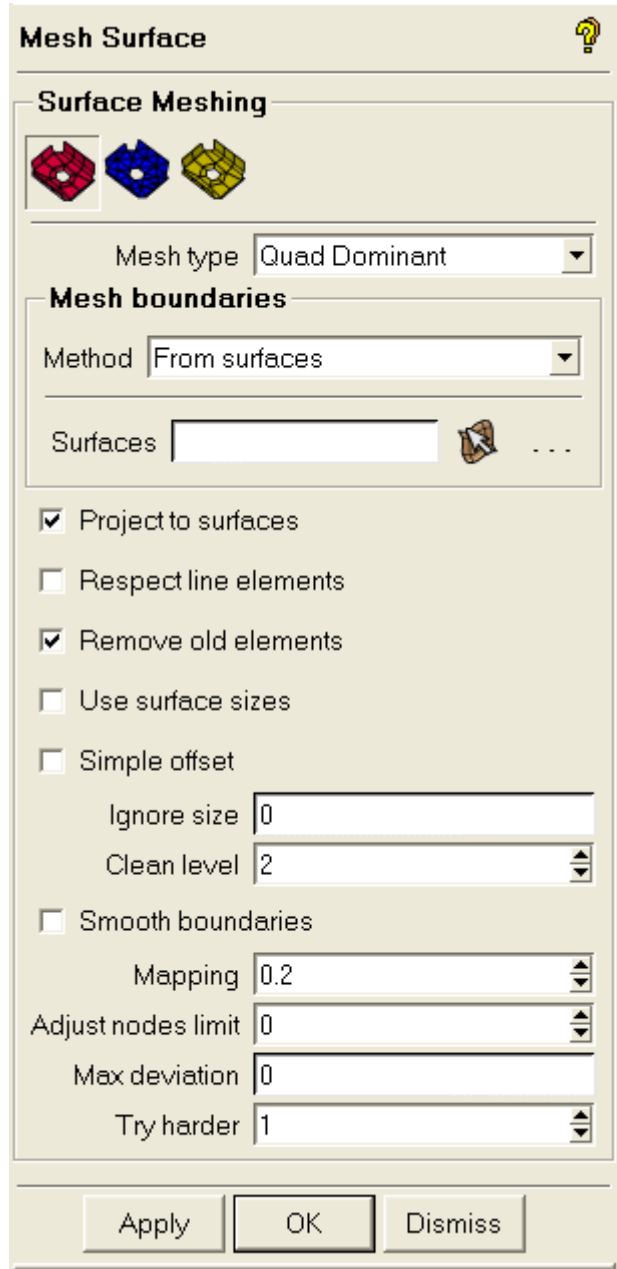 Mesh Surface
Surface Meshing
Mesh type Quad Dominant
Mesh boundaries
Method From surfaces
Surfaces ...
Project to surfaces
Respect line elements
Remove old elements
Use surface sizes
Simple offset
Ignore size 0
Clean level 2
Smooth boundaries
Mapping 0.2
Adjust nodes limit 0
Max deviation 0
Try harder 1
Apply OK Dismiss